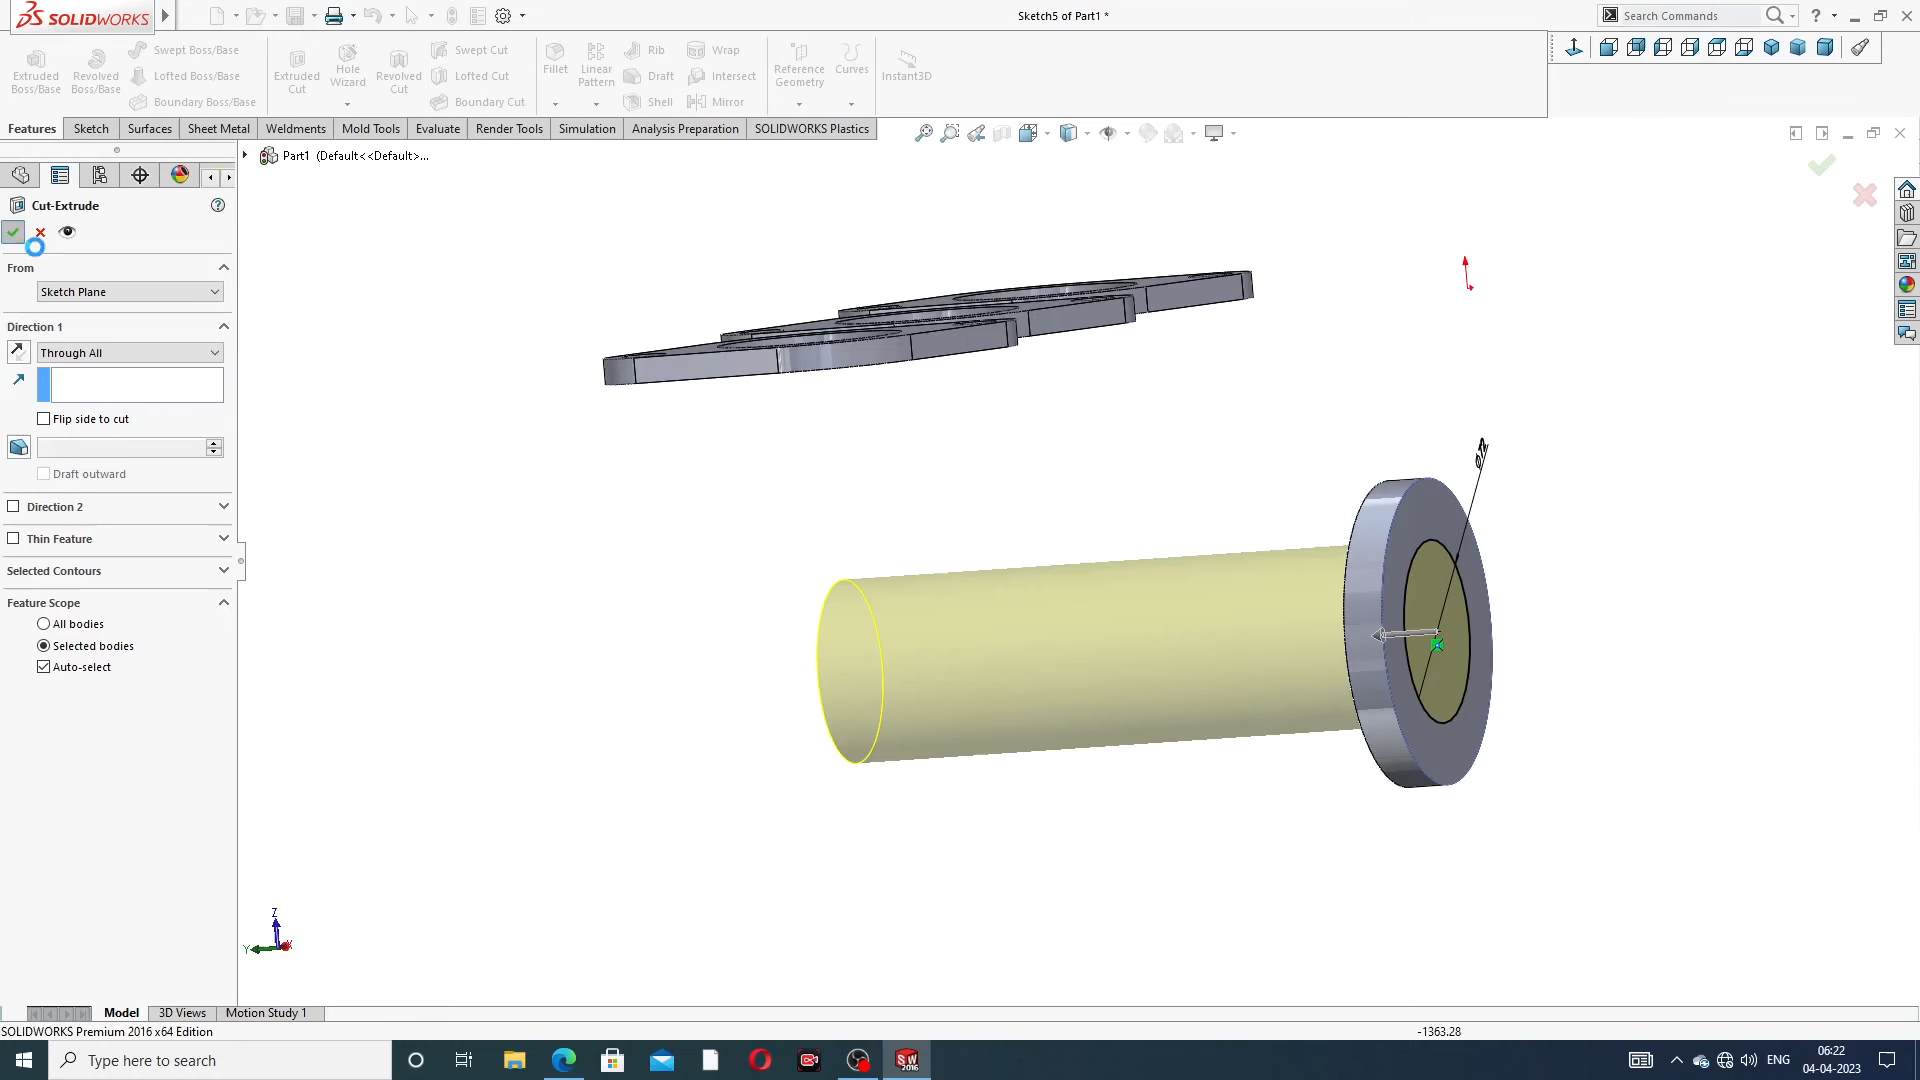 SOLIDWORKS
Sketch5 of Part1 *
Search Commands
Extruded Boss/Base
Revolved Boss/Base
Swept Boss/Base
Lofted Boss/Base
Boundary Boss/Base
Extruded Cut
Hole Wizard
Revolved Cut
Swept Cut
Lofted Cut
Boundary Cut
Fillet
Linear Pattern
Rib
Draft
Shell
Wrap
Intersect
Mirror
Reference Geometry
Curves
Instant3D
Features
Sketch
Surfaces
Sheet Metal
Weldments
Mold Tools
Evaluate
Render Tools
Simulation
Analysis Preparation
SOLIDWORKS Plastics
Part1 (Default<<Default>...
Cut-Extrude
From
Sketch Plane
Direction 1
Through All
Flip side to cut
Draft outward
Direction 2
Thin Feature
Selected Contours
Feature Scope
All bodies
Selected bodies
Auto-select
Z
Y
X
Model
3D Views
Motion Study 1
SOLIDWORKS Premium 2016 x64 Edition
-1363.28
Type here to search
SW
2016
ENG
06:22
04-04-2023